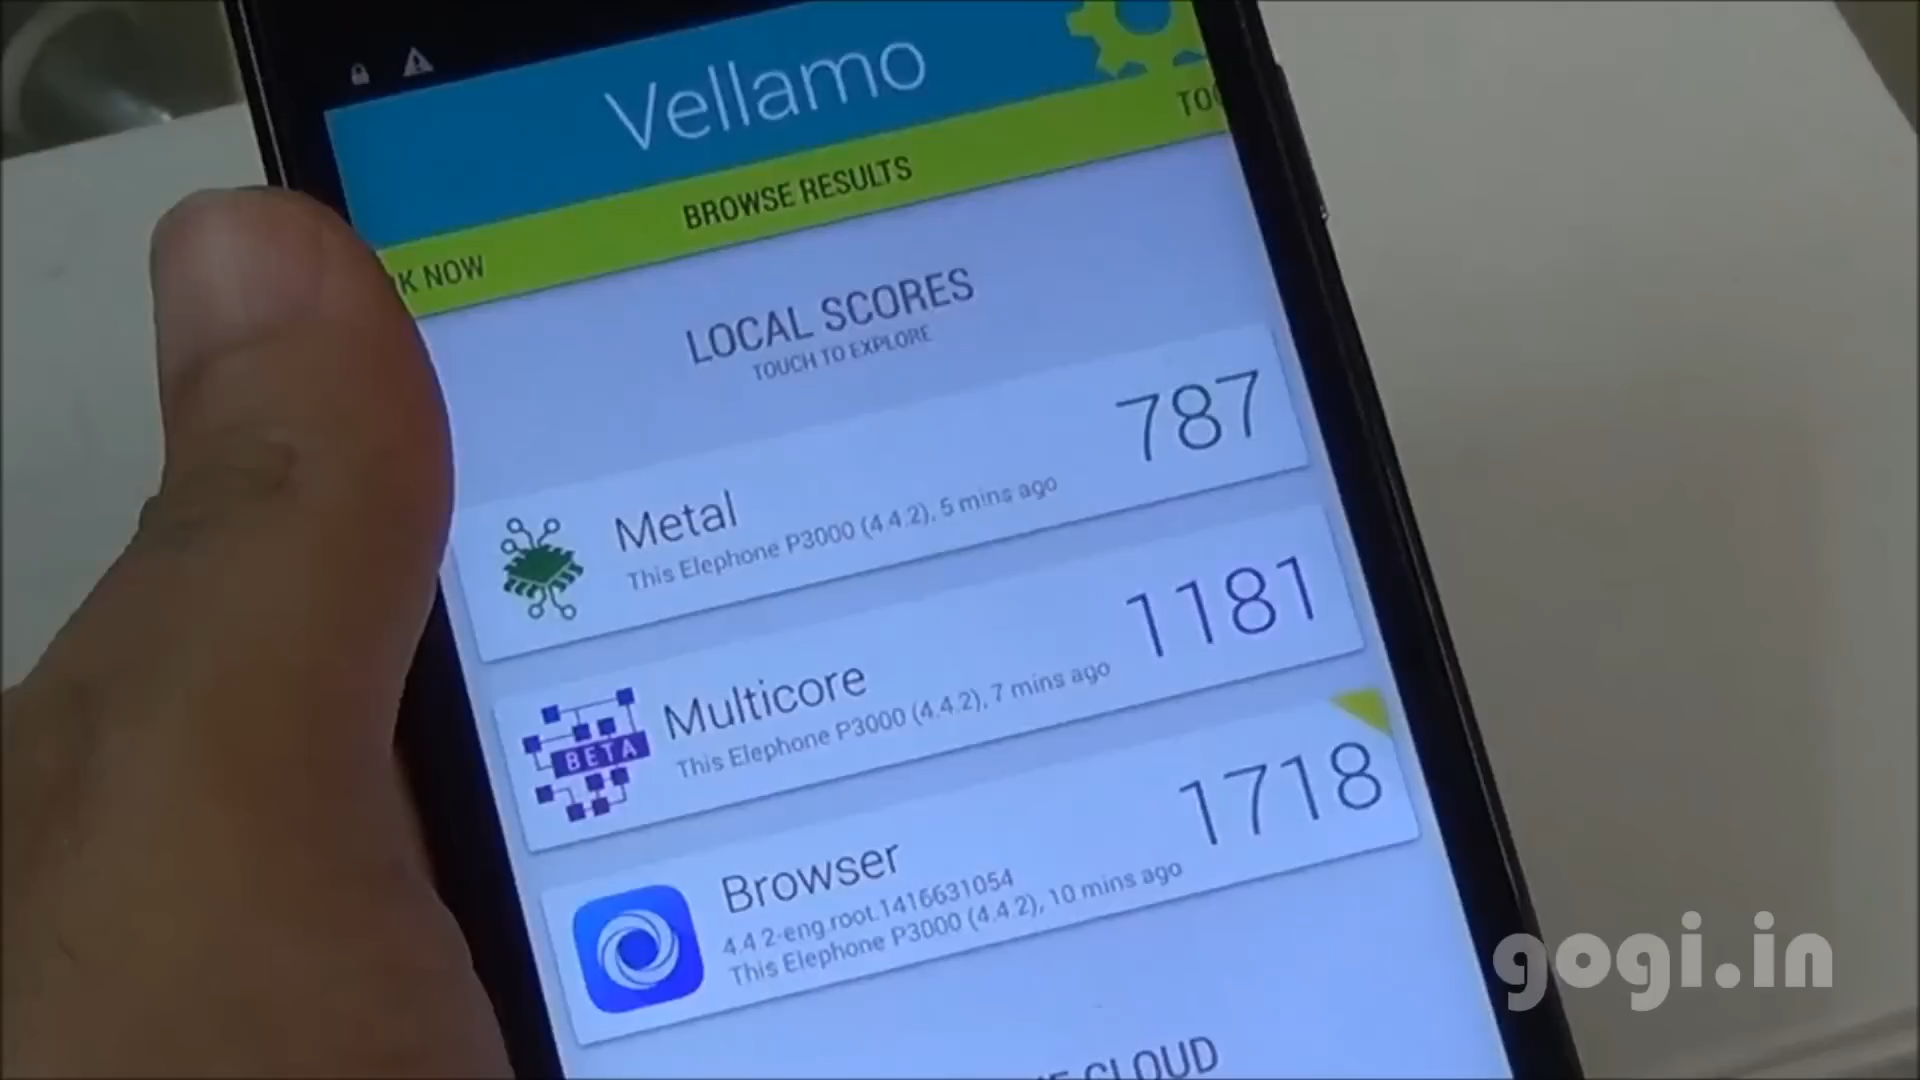 Vellamo
K NOW
BROWSE RESULTS
LOCAL SCORES
TOUCH TO EXPLORE
Metal
This Elephone P3000 (4.4.2), 5 mins ago
787
Multicore
This Elephone P3000 (4.4.2), 7 mins ago
1181
BETA
Browser
4.4.2-eng.root.1416631054
This Elephone P3000 (4.4.2), 10 mins ago
1718
CLOUD
gogi.in